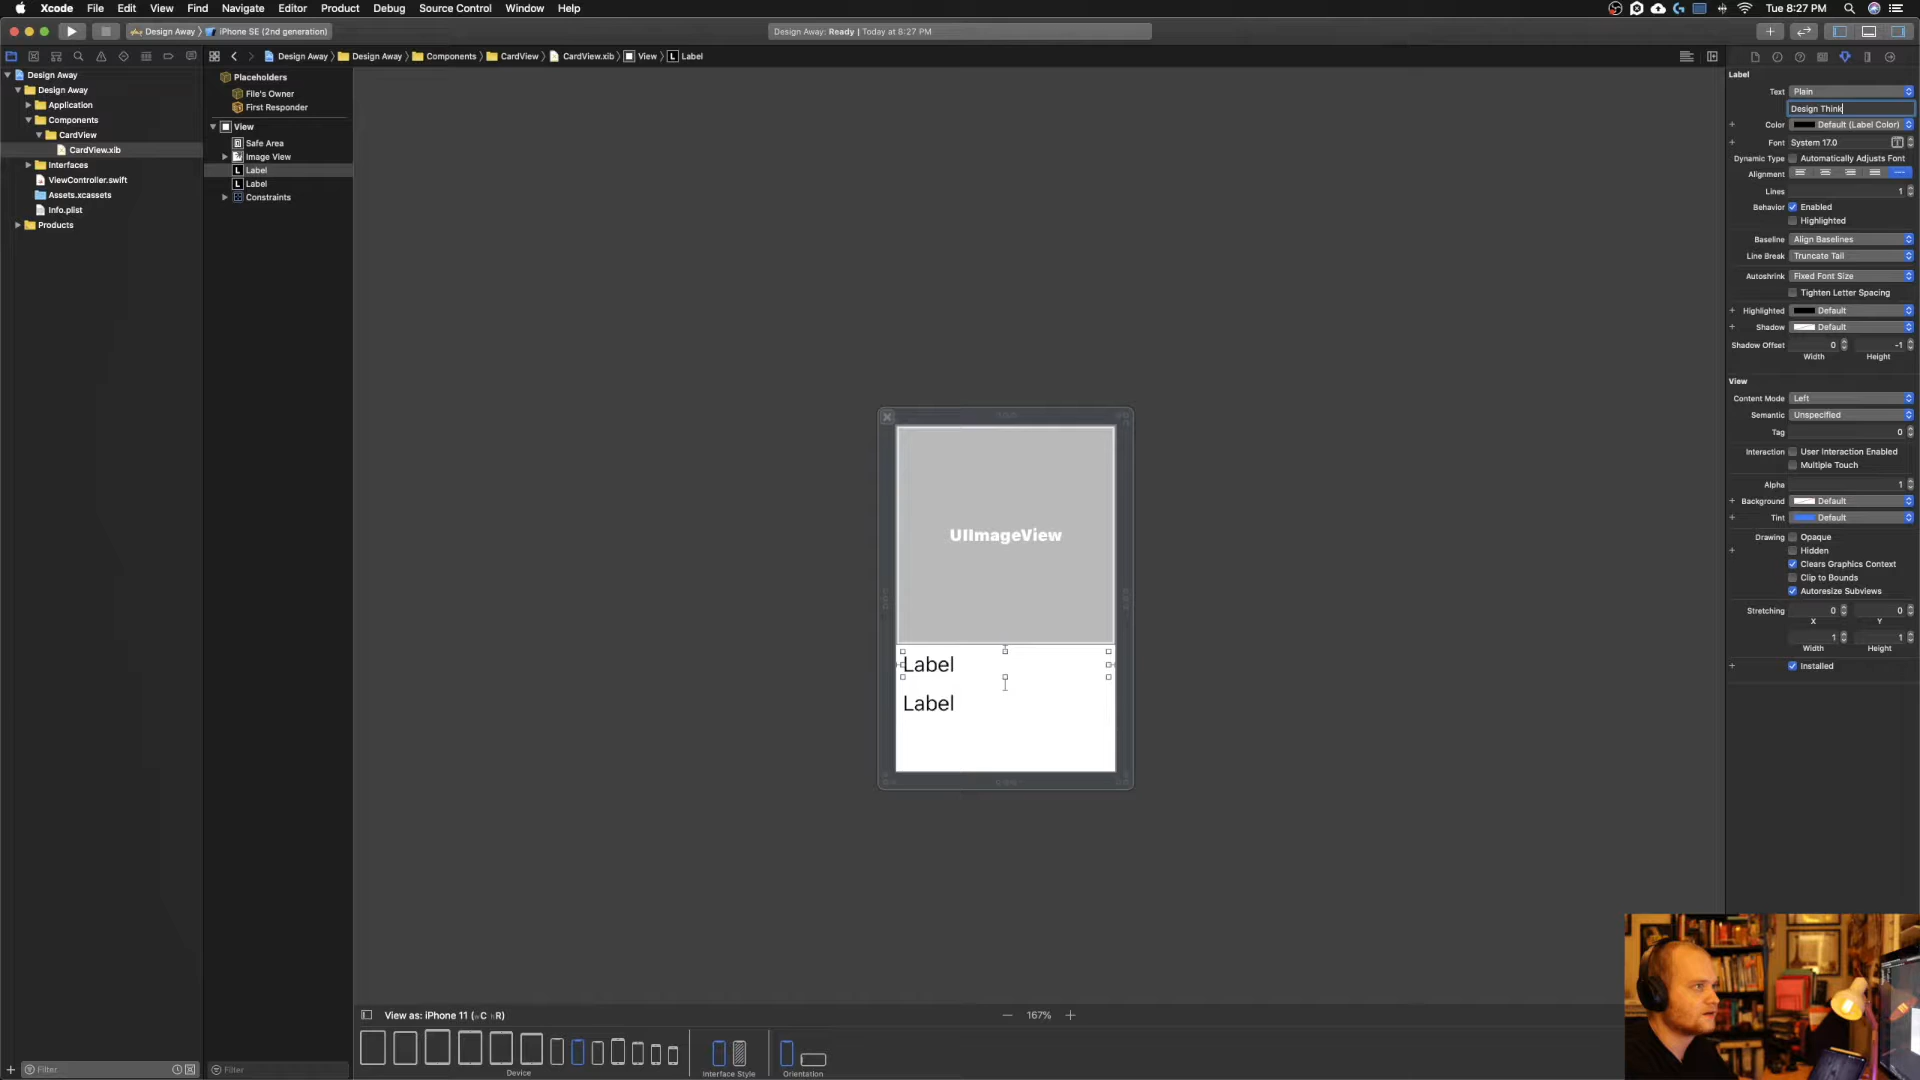 Xcode File Edit View Find Navigate Editor Product Debug Source Control Window Help Tue 8:27 PM
Design Away iPhone SE (2nd generation) Design Away: Ready | Today at 8:27 PM
Design Away Design Away Components CardView CardView.xib View Label
Design Away
Design Away
Application
Components
CardView
CardView.xib
Interfaces
ViewController.swift
Assets.xcassets
Info.plist
Products
Placeholders
File's Owner
First Responder
View
Safe Area
Image View
Label
Label
Constraints
UIImageView
Label
Label
Label
Text Plain
Design Think
Color Default (Label Color)
Font System 17.0
Dynamic Type Automatically Adjusts Font
Alignment
Lines 1
Behavior Enabled
Highlighted
Baseline Align Baselines
Line Break Truncate Tail
Autoshrink Fixed Font Size
Tighten Letter Spacing
Highlighted Default
Shadow Default
Shadow Offset 0 -1
Width Height
View
Content Mode Left
Semantic Unspecified
Tag 0
Interaction User Interaction Enabled
Multiple Touch
Alpha 1
Background Default
Tint Default
Drawing Opaque
Hidden
Clears Graphics Context
Clip to Bounds
Autoresize Subviews
Stretching 0 0
X Y
1 1
Width Height
Installed
View as: iPhone 11 (wC hR) 167%
Filter Filter
Device Interface Style Orientation